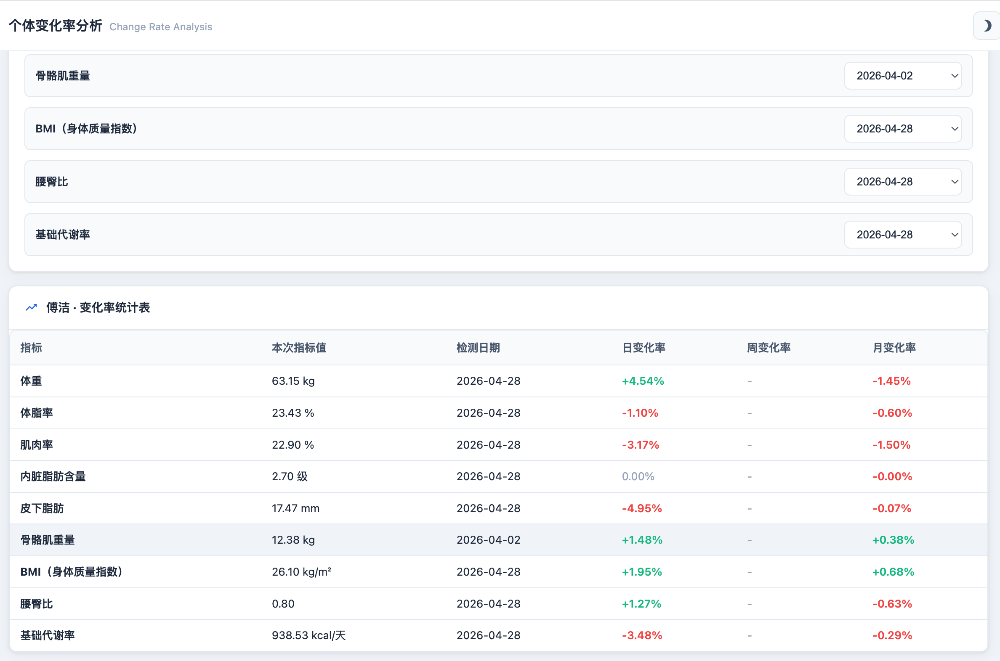 个体变化率分析 Change Rate Analysis
骨骼肌重量 2026-04-02
BMI（身体质量指数） 2026-04-28
腰臀比 2026-04-28
基础代谢率 2026-04-28
傅洁 · 变化率统计表
指标 本次指标值 检测日期 日变化率 周变化率 月变化率
体重 63.15 kg 2026-04-28 +4.54% - -1.45%
体脂率 23.43 % 2026-04-28 -1.10% - -0.60%
肌肉率 22.90 % 2026-04-28 -3.17% - -1.50%
内脏脂肪含量 2.70 级 2026-04-28 0.00% - -0.00%
皮下脂肪 17.47 mm 2026-04-28 -4.95% - -0.07%
骨骼肌重量 12.38 kg 2026-04-02 +1.48% - +0.38%
BMI（身体质量指数） 26.10 kg/m² 2026-04-28 +1.95% - +0.68%
腰臀比 0.80 2026-04-28 +1.27% - -0.63%
基础代谢率 938.53 kcal/天 2026-04-28 -3.48% - -0.29%